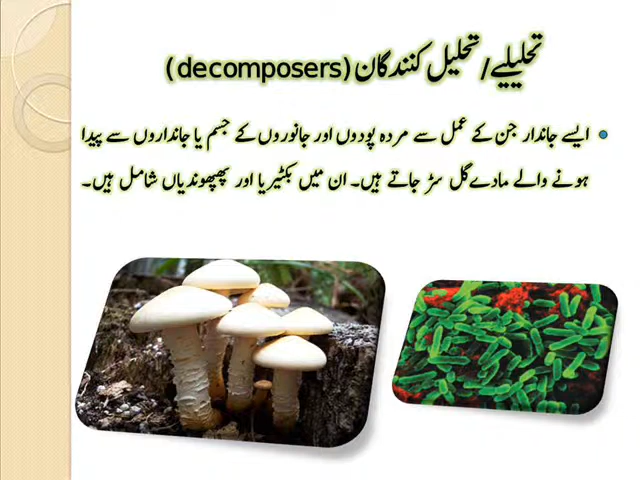 تحلیلیے/تحلیل کنندگان (decomposers)
ایسے جاندار جن کے عمل سے مردہ پودوں اور جانوروں کے جسم یا جانداروں سے پیدا
ہونے والے مادے گل سڑ جاتے ہیں۔ ان میں بکٹیریا اور پھپھوندیاں شامل ہیں۔